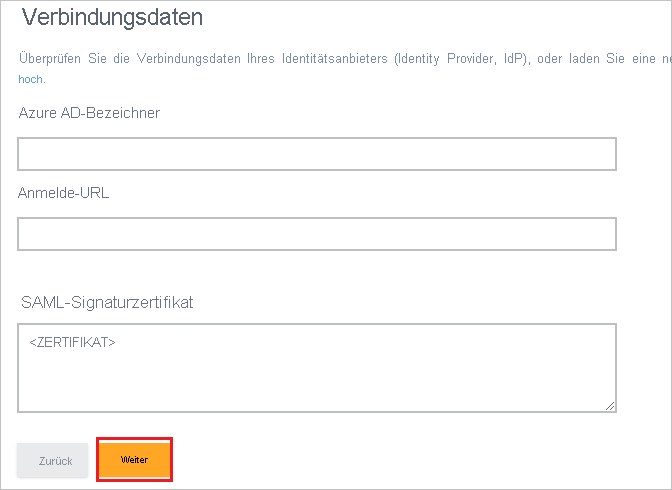 Verbindungsdaten
Überprüfen Sie die Verbindungsdaten Ihres Identitätsanbieters (Identity Provider, IdP), oder laden Sie eine
hoch.
Azure AD-Bezeichner
Anmelde-URL
SAML-Signaturzertifikat
<ZERTIFIKAT>
Zurück
Weiter